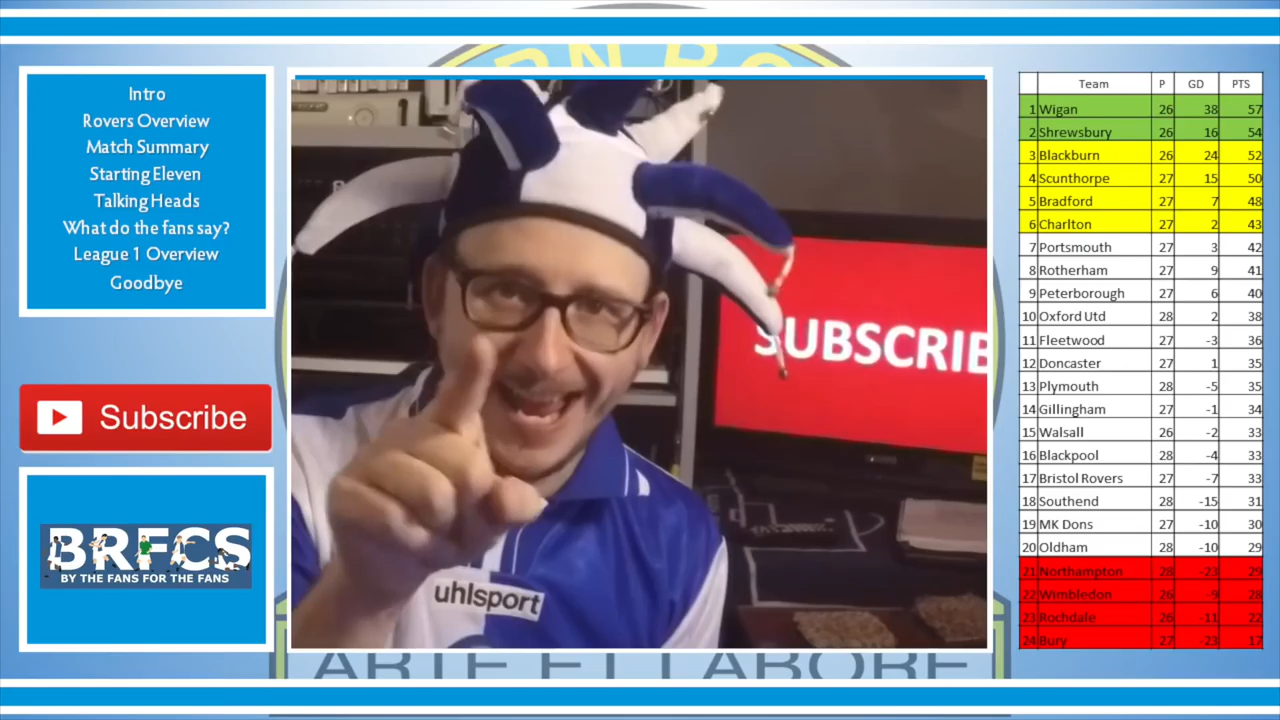 RN RO
Intro
Rovers Overview
Match Summary
Starting Eleven
Talking Heads
What do the fans say?
League 1 Overview
Goodbye
Subscribe
BRFCS
BY THE FANS FOR THE FANS
SUBSCRIB
uhlsport
ARTE ET LABORE
Team P GD PTS
1 Wigan 26 38 57
2 Shrewsbury 26 16 54
3 Blackburn 26 24 52
4 Scunthorpe 27 15 50
5 Bradford 27 7 48
6 Charlton 27 2 43
7 Portsmouth 27 3 42
8 Rotherham 27 9 41
9 Peterborough 27 6 40
10 Oxford Utd 28 2 38
11 Fleetwood 27 -3 36
12 Doncaster 27 1 35
13 Plymouth 28 -5 35
14 Gillingham 27 -1 34
15 Walsall 26 -2 33
16 Blackpool 28 -4 33
17 Bristol Rovers 27 -7 33
18 Southend 28 -15 31
19 MK Dons 27 -10 30
20 Oldham 28 -10 29
21 Northampton 28 -23 29
22 Wimbledon 26 -9 28
23 Rochdale 26 -11 22
24 Bury 27 -23 17